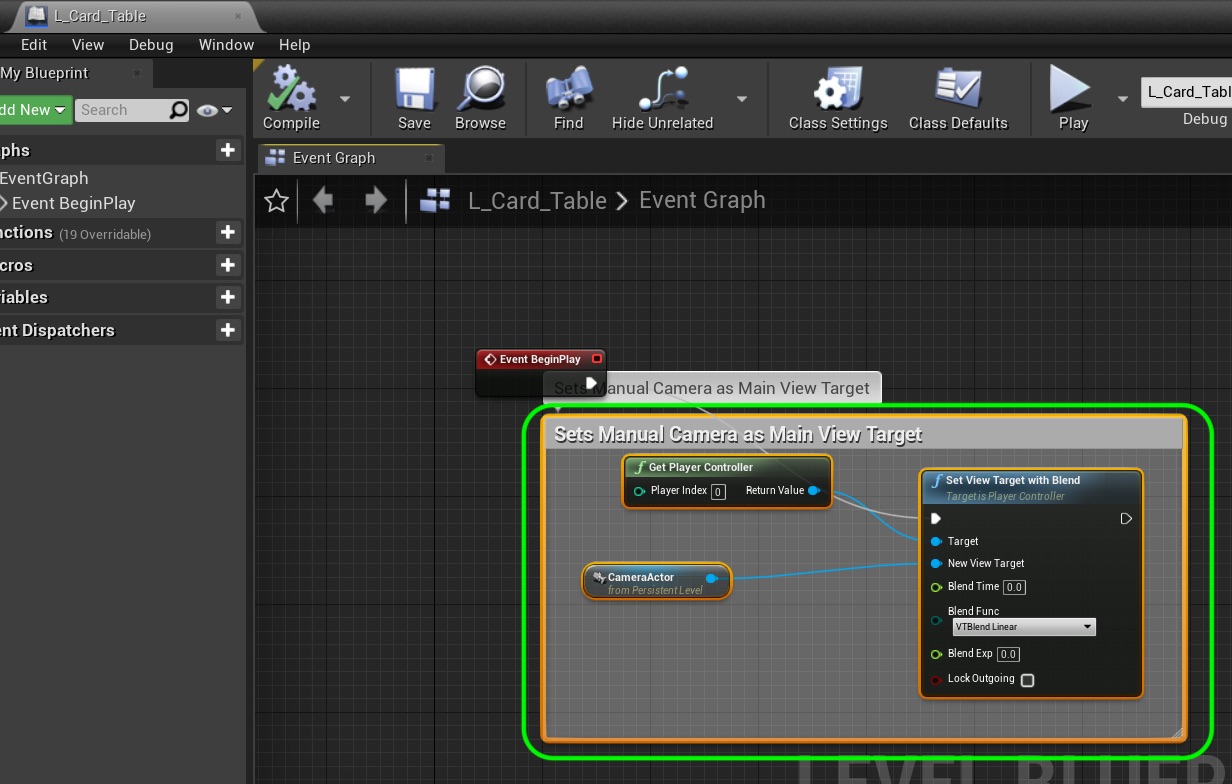 L_Card_Table
Edit View Debug Window Help
My Blueprint
dd New Search
Compile Save Browse Find Hide Unrelated Class Settings Class Defaults Play
L_Card_Tabl
Debug
phs
EventGraph
Event BeginPlay
nctions (19 Overridable)
cros
riables
ent Dispatchers
Event Graph
L_Card_Table Event Graph
Event BeginPlay
Sets Manual Camera as Main View Target
Sets Manual Camera as Main View Target
Get Player Controller
Player Index 0 Return Value
CameraActor
from Persistent Level
Set View Target with Blend
Target is Player Controller
Target
New View Target
Blend Time 0.0
Blend Func
VTBlend Linear
Blend Exp 0.0
Lock Outgoing
LEVEL BLUEPR